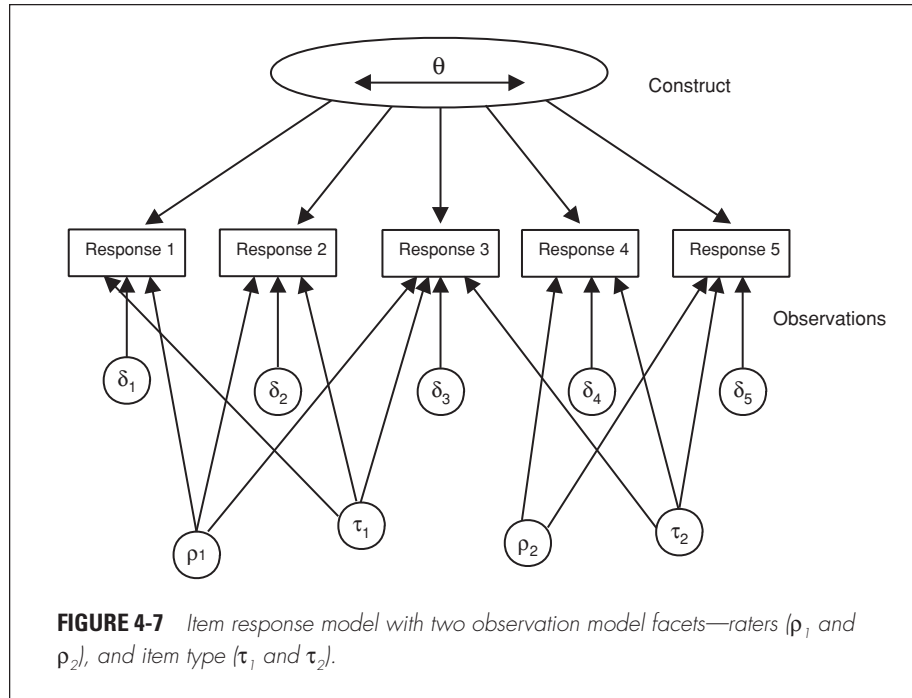 θ
Construct
Response 1 Response 2 Response 3 Response 4 Response 5
Observations
δ1 δ2 δ3 δ4 δ5
ρ1 τ1 ρ2 τ2
FIGURE 4-7 Item response model with two observation model facets—raters (ρ1 and
ρ2), and item type (τ1 and τ2).